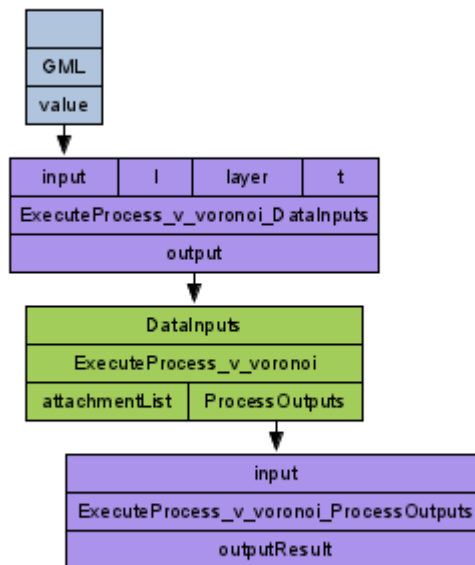 GML
value
input l layer t
ExecuteProcess_v_voronoi_DataInputs
output
DataInputs
ExecuteProcess_v_voronoi
attachmentList ProcessOutputs
input
ExecuteProcess_v_voronoi_ProcessOutputs
outputResult